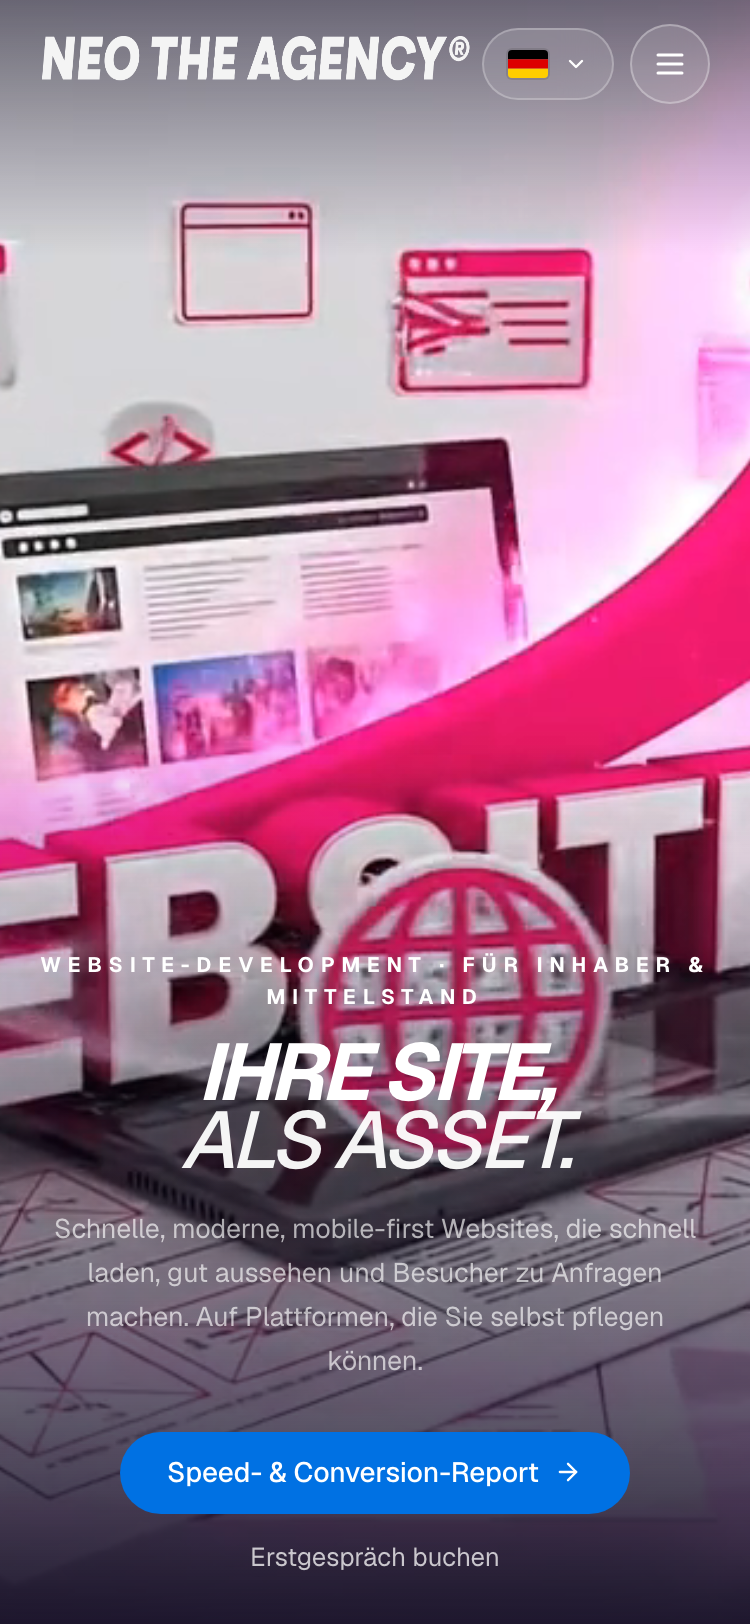 NEO THE AGENCY®
EBSITE
WEBSITE-DEVELOPMENT · FÜR INHABER &
MITTELSTAND
IHRE SITE,
ALS ASSET.
Schnelle, moderne, mobile-first Websites, die schnell
laden, gut aussehen und Besucher zu Anfragen
machen. Auf Plattformen, die Sie selbst pflegen
können.
Speed- & Conversion-Report →
Erstgespräch buchen